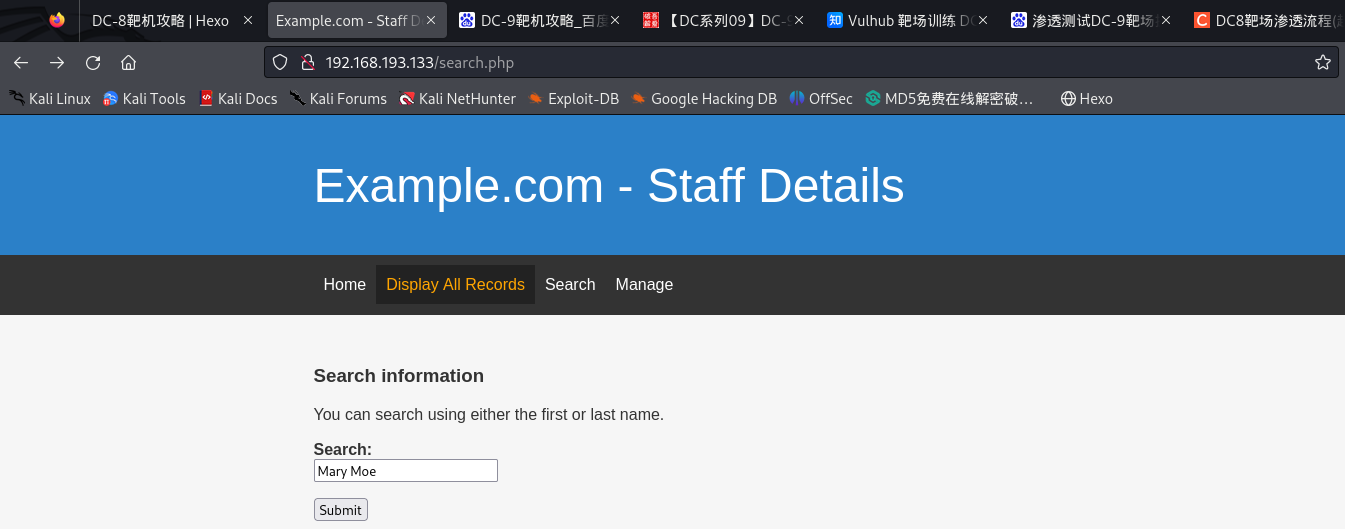 DC-8靶机攻略 | Hexo
Example.com - Staff D
DC-9靶机攻略_百度
【DC系列09】DC-9
Vulhub 靶场训练 DC
渗透测试DC-9靶场
DC8靶场渗透流程
192.168.193.133/search.php
Kali Linux
Kali Tools
Kali Docs
Kali Forums
Kali NetHunter
Exploit-DB
Google Hacking DB
OffSec
MD5免费在线解密破…
Hexo
Example.com - Staff Details
Home
Display All Records
Search
Manage
Search information
You can search using either the first or last name.
Search:
Mary Moe
Submit